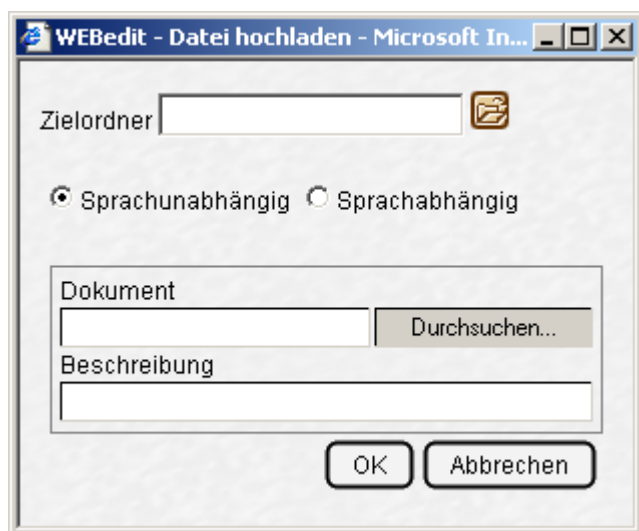 WEBedit - Datei hochladen - Microsoft In...
Zielordner
Sprachunabhängig Sprachabhängig
Dokument
Durchsuchen...
Beschreibung
OK Abbrechen